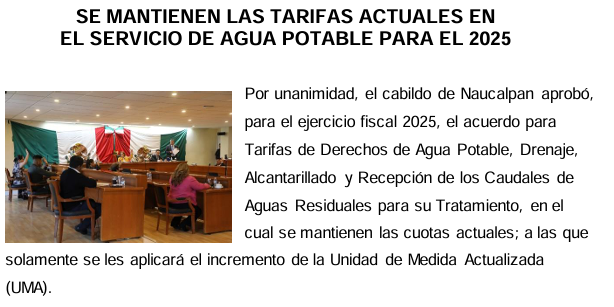 SE MANTIENEN LAS TARIFAS ACTUALES EN
EL SERVICIO DE AGUA POTABLE PARA EL 2025
Por unanimidad, el cabildo de Naucalpan aprobó,
para el ejercicio fiscal 2025, el acuerdo para
Tarifas de Derechos de Agua Potable, Drenaje,
Alcantarillado y Recepción de los Caudales de
Aguas Residuales para su Tratamiento, en el
cual se mantienen las cuotas actuales; a las que
solamente se les aplicará el incremento de la Unidad de Medida Actualizada
(UMA).